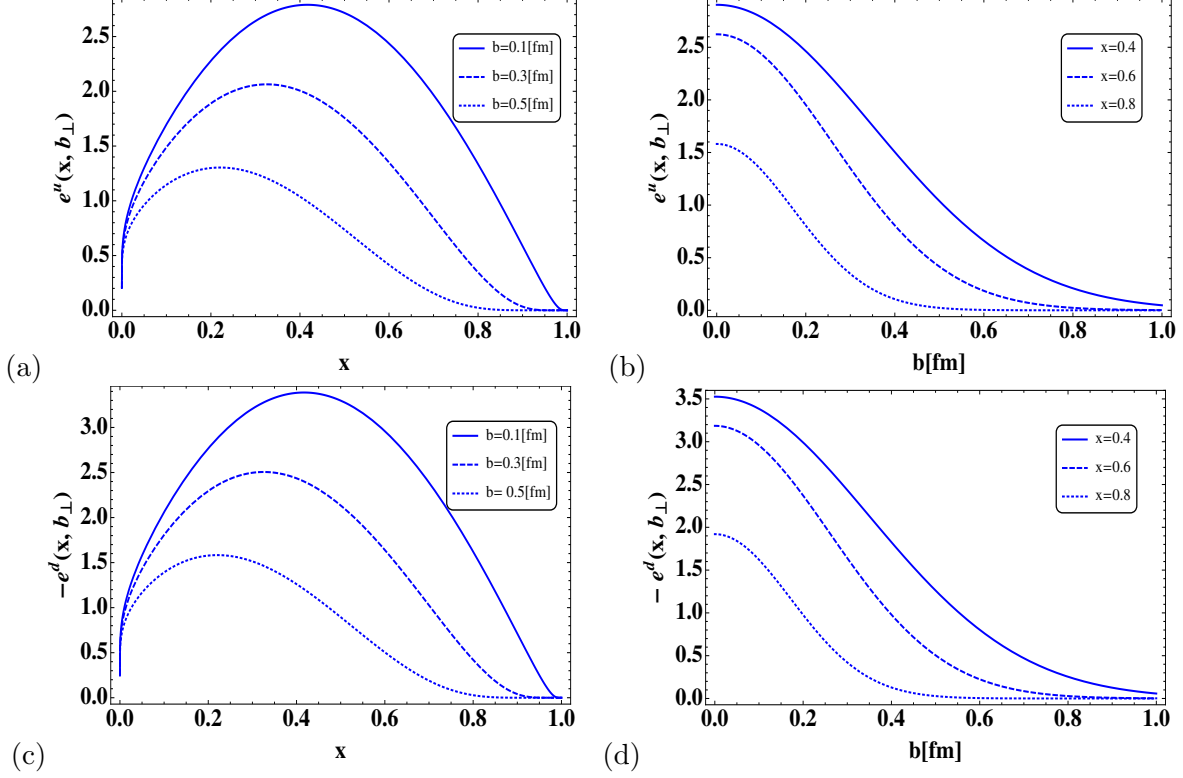 2.5
2.0
1.5
1.0
0.5
0.0
e^u(x, b_⊥)
b=0.1[fm]
b=0.3[fm]
b=0.5[fm]
0.0 0.2 0.4 0.6 0.8 1.0
x
(a)
3.0
2.5
2.0
1.5
1.0
0.5
0.0
e^u(x, b_⊥)
x=0.4
x=0.6
x=0.8
0.0 0.2 0.4 0.6 0.8 1.0
b[fm]
(b)
3.0
2.5
2.0
1.5
1.0
0.5
0.0
−e^d(x, b_⊥)
b=0.1[fm]
b=0.3[fm]
b= 0.5[fm]
0.0 0.2 0.4 0.6 0.8 1.0
x
(c)
3.5
3.0
2.5
2.0
1.5
1.0
0.5
0.0
− e^d(x, b_⊥)
x=0.4
x=0.6
x=0.8
0.0 0.2 0.4 0.6 0.8 1.0
b[fm]
(d)